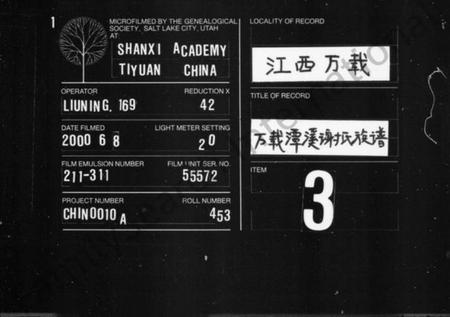 1
MICROFILMED BY THE GENEALOGICAL
SOCIETY, SALT LAKE CITY, UTAH
AT
SHANXI ACADEMY
TIYUAN CHINA
OPERATOR REDUCTION X
LIUNING. 169 42
DATE FILMED LIGHT METER SETTING
2000 6 8 20
FILM EMULSION NUMBER FILM UNIT SER. NO.
211-311 55572
PROJECT NUMBER ROLL NUMBER
CHIN0010 A 453
LOCALITY OF RECORD
江西万载
TITLE OF RECORD
万载潭溪谢氏族谱
ITEM
3